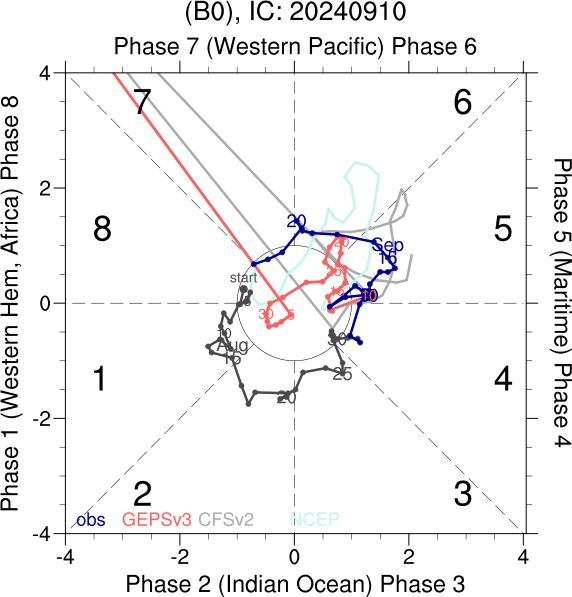 (B0), IC: 20240910
Phase 7 (Western Pacific) Phase 6
4
7
6
Phase 1 (Western Hem, Africa) Phase 8
Phase 5 (Maritime) Phase 4
2
8
20
5
Sep
15
20
start
0
30
5
10
Aug
15
30
1
25
4
20
-2
2
3
obs
GEPSv3
CFSv2
NCEP
-4
-4
-2
0
2
4
Phase 2 (Indian Ocean) Phase 3